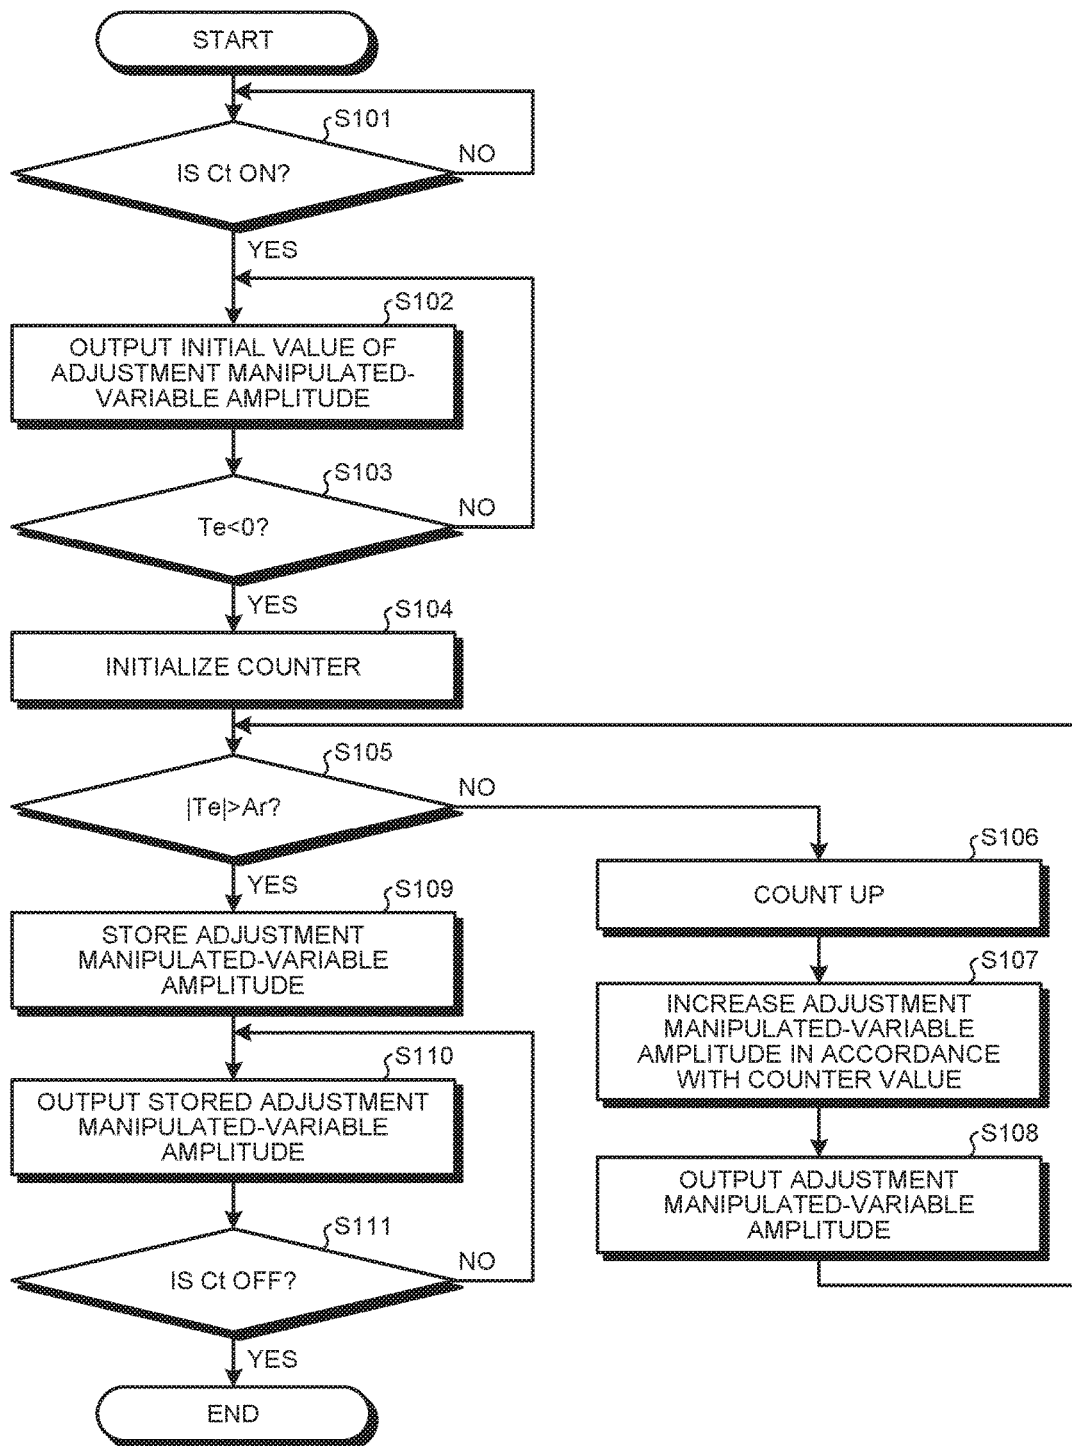 START
S101
IS Ct ON?
NO
YES
S102
OUTPUT INITIAL VALUE OF
ADJUSTMENT MANIPULATED-
VARIABLE AMPLITUDE
S103
Te<0?
NO
YES
S104
INITIALIZE COUNTER
S105
|Te|>Ar?
NO
YES
S106
COUNT UP
S107
INCREASE ADJUSTMENT
MANIPULATED-VARIABLE
AMPLITUDE IN ACCORDANCE
WITH COUNTER VALUE
S108
OUTPUT ADJUSTMENT
MANIPULATED-VARIABLE
AMPLITUDE
S109
STORE ADJUSTMENT
MANIPULATED-VARIABLE
AMPLITUDE
S110
OUTPUT STORED ADJUSTMENT
MANIPULATED-VARIABLE
AMPLITUDE
S111
IS Ct OFF?
NO
YES
END